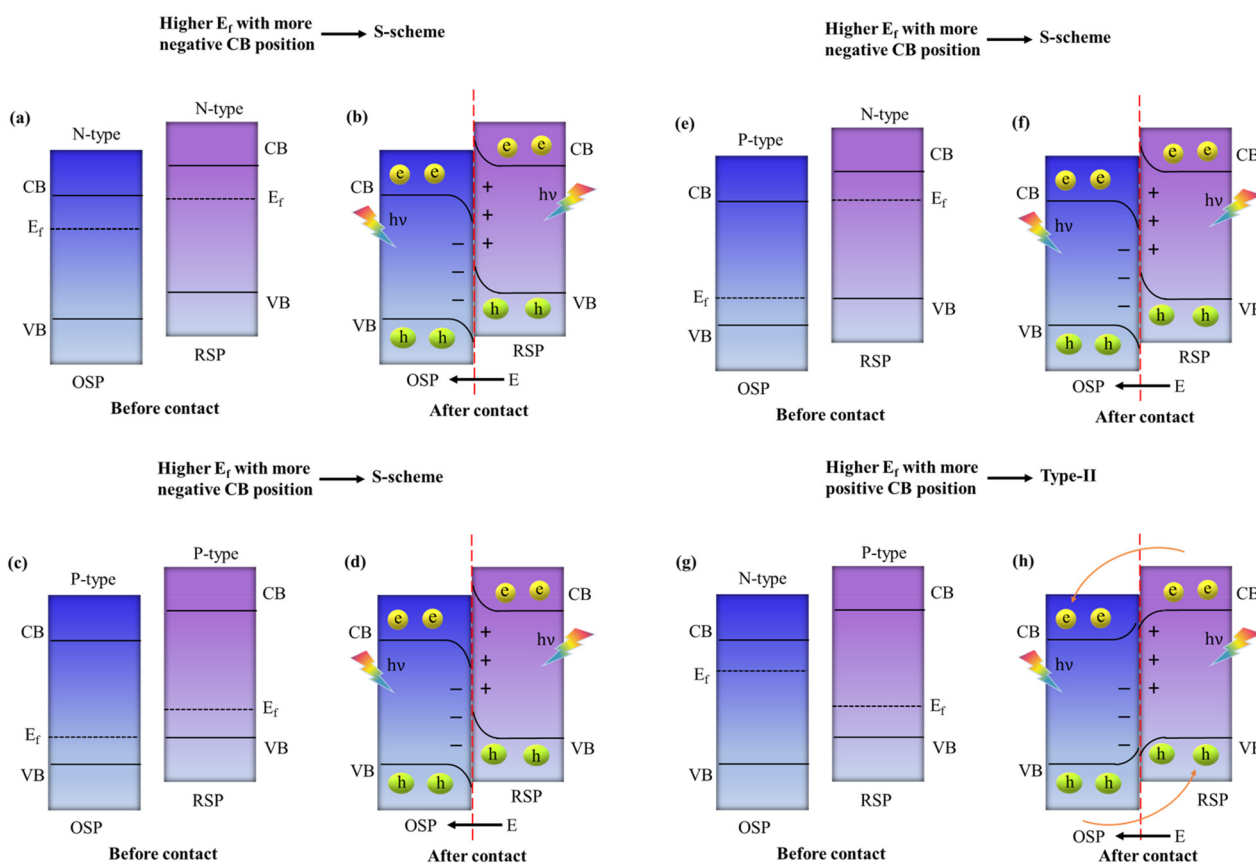 Higher Ef with more
negative CB position
S-scheme
(a)
N-type
N-type
CB
Ef
VB
CB
Ef
VB
OSP
RSP
Before contact
(b)
CB
VB
e e
e e
hν
hν
+
+
+
−
−
−
h h
h h
CB
VB
OSP
E
RSP
After contact
Higher Ef with more
negative CB position
S-scheme
(e)
P-type
N-type
CB
Ef
VB
CB
Ef
VB
OSP
RSP
Before contact
(f)
CB
VB
e e
e e
hν
hν
+
+
+
−
−
−
h h
h h
CB
VB
OSP
E
RSP
After contact
Higher Ef with more
negative CB position
S-scheme
(c)
P-type
P-type
CB
Ef
VB
CB
Ef
VB
OSP
RSP
Before contact
(d)
CB
VB
e e
e e
hν
hν
+
+
+
−
−
−
h h
h h
CB
VB
OSP
E
RSP
After contact
Higher Ef with more
positive CB position
Type-II
(g)
N-type
P-type
CB
Ef
VB
CB
Ef
VB
OSP
RSP
Before contact
(h)
CB
VB
e e
e e
hν
hν
+
+
+
−
−
−
h h
h h
CB
VB
OSP
E
RSP
After contact